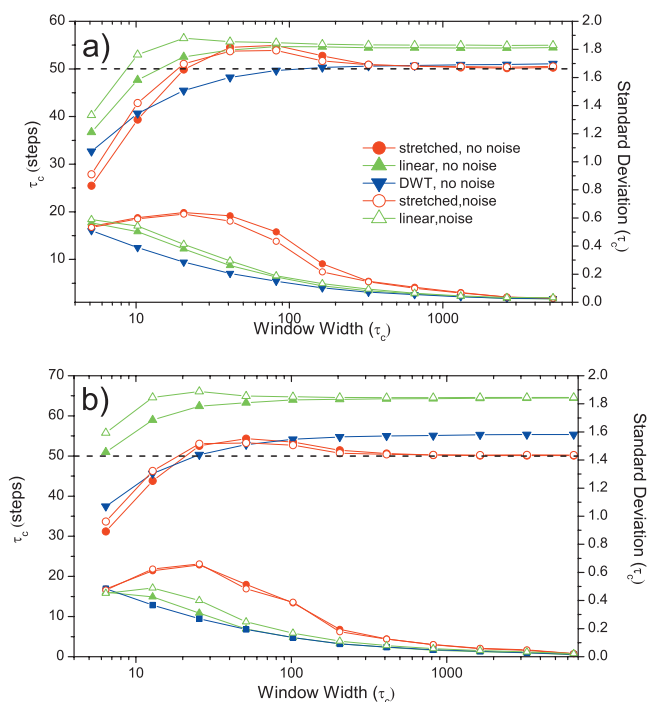 a)
60
50
40
30
20
10
τc (steps)
2.0
1.8
1.6
1.4
1.2
1.0
0.8
0.6
0.4
0.2
0.0
Standard Deviation (τc)
stretched, no noise
linear, no noise
DWT, no noise
stretched,noise
linear,noise
10 100 1000
Window Width (τc)
b)
70
60
50
40
30
20
10
0
τc (steps)
2.0
1.8
1.6
1.4
1.2
1.0
0.8
0.6
0.4
0.2
0.0
Standard Deviation (τc)
10 100 1000
Window Width (τc)